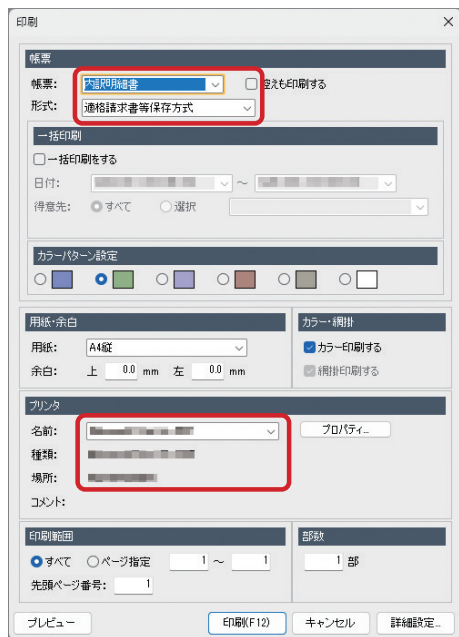 印刷
帳票
帳票: 内訳明細書 控えも印刷する
形式: 適格請求書等保存方式
一括印刷
一括印刷をする
日付: ～
得意先: すべて 選択
カラーパターン設定
用紙・余白 カラー・網掛
用紙: A4縦 カラー印刷する
余白: 上 0.0 mm 左 0.0 mm 網掛印刷する
プリンタ
名前: プロパティ...
種類:
場所:
コメント:
印刷範囲 部数
すべて ページ指定 1 ～ 1 1 部
先頭ページ番号: 1
プレビュー 印刷(F12) キャンセル 詳細設定...